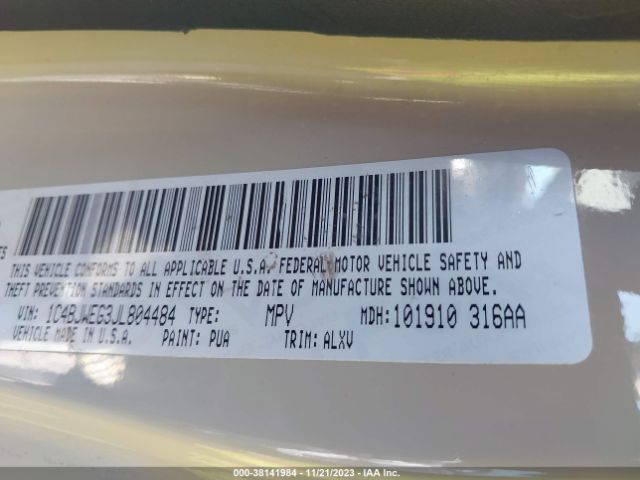 THIS VEHICLE CONFORMS TO ALL APPLICABLE U.S.A. FEDERAL MOTOR VEHICLE SAFETY AND
THEFT PREVENTION STANDARDS IN EFFECT ON THE DATE OF MANUFACTURE SHOWN ABOVE.
VIN: 1C4BJWEG3JL804484 TYPE: MPV MDH:101910 316AA
VEHICLE MADE IN U.S.A. PAINT: PUA TRIM: ALXV
000-38141984 — 11/21/2023 — IAA Inc.